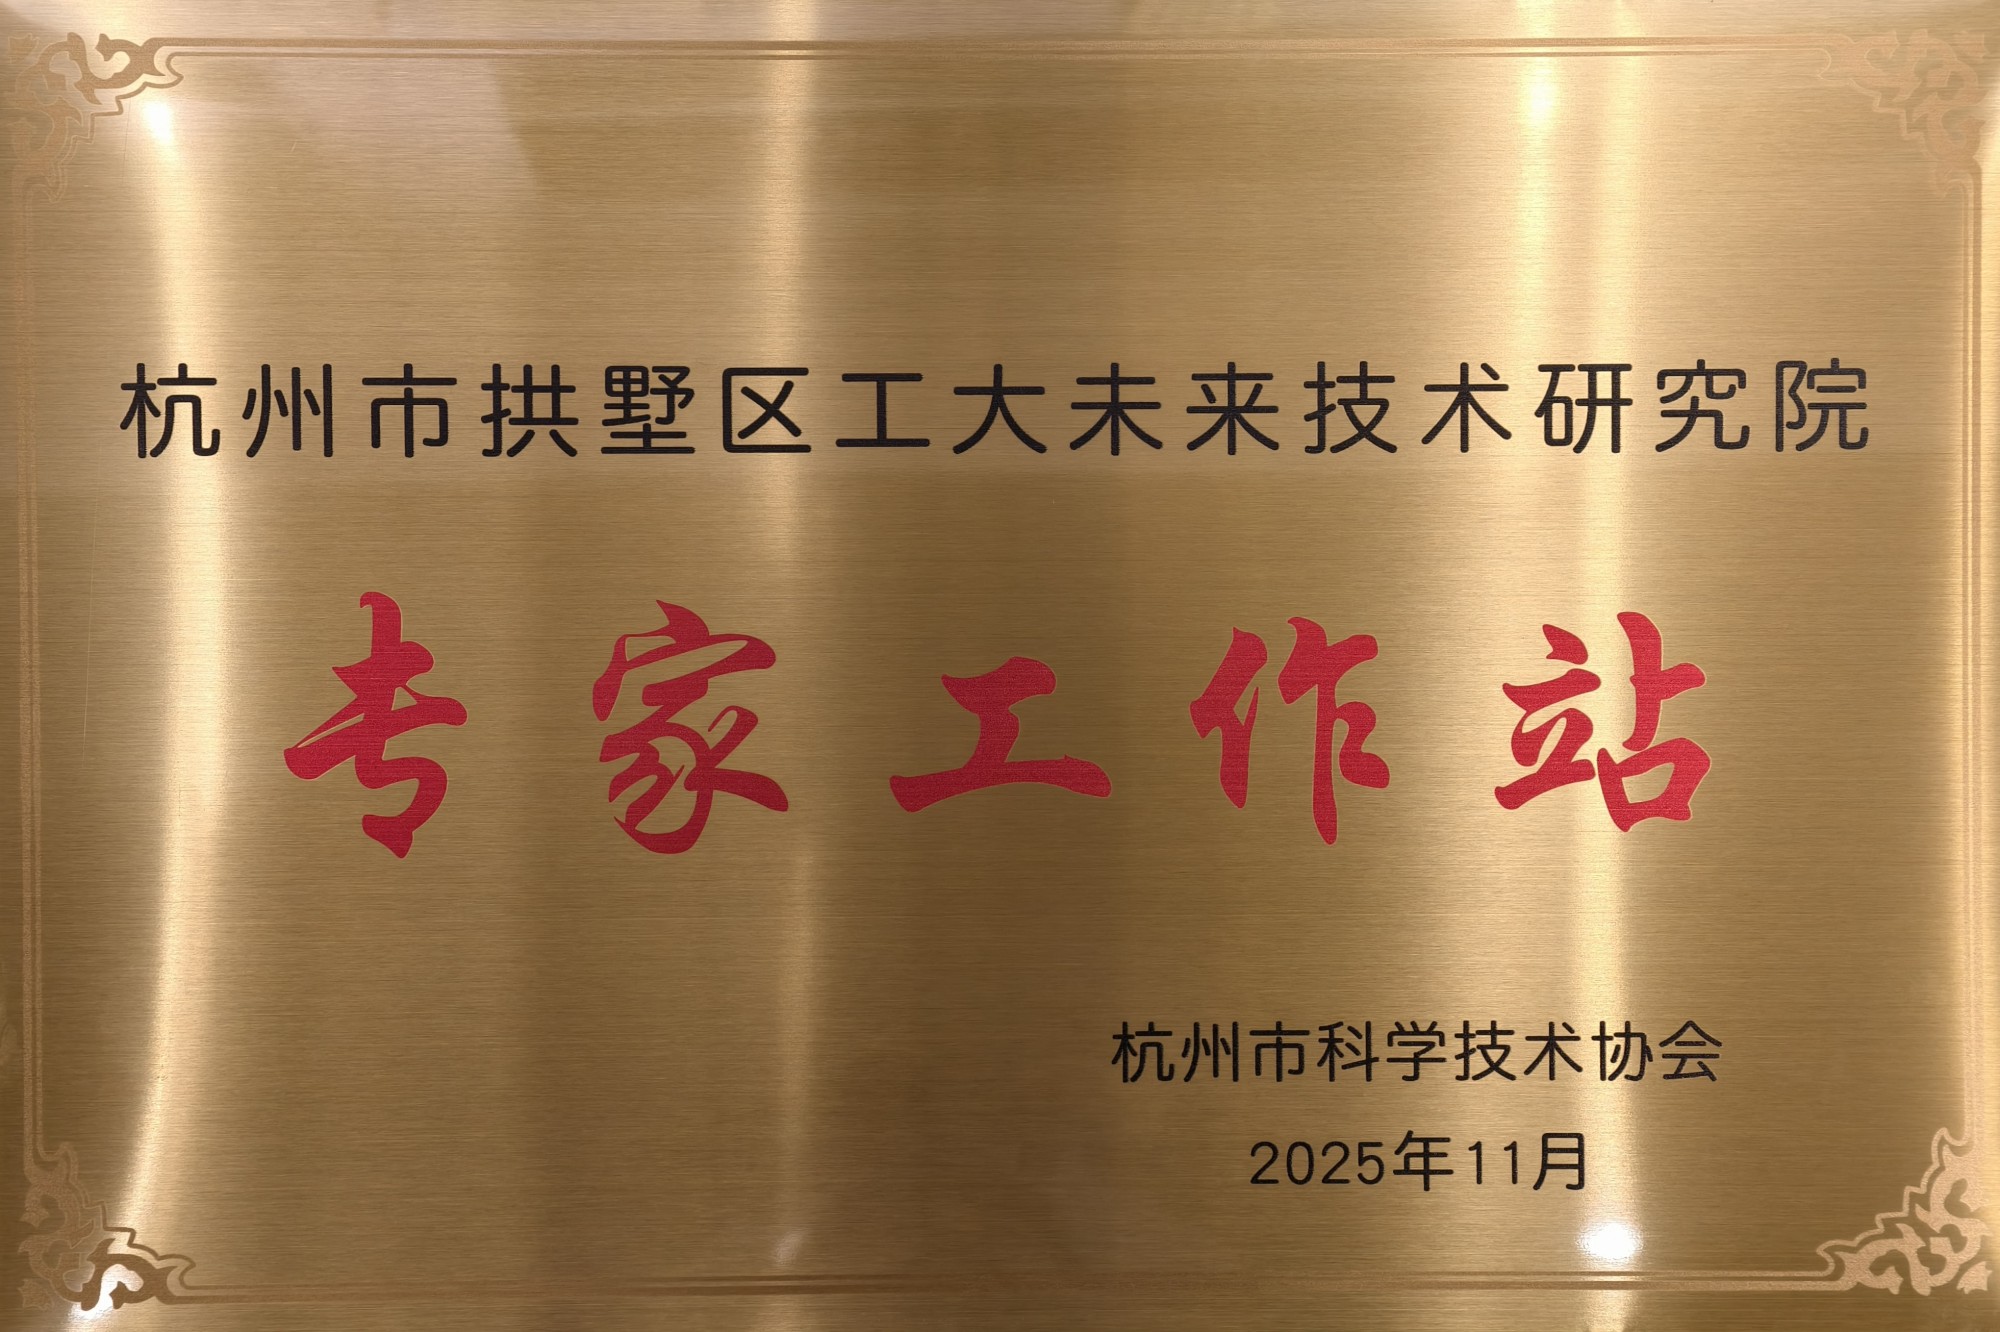 杭州市拱墅区工大未来技术研究院
专家工作站
杭州市科学技术协会
2025年11月